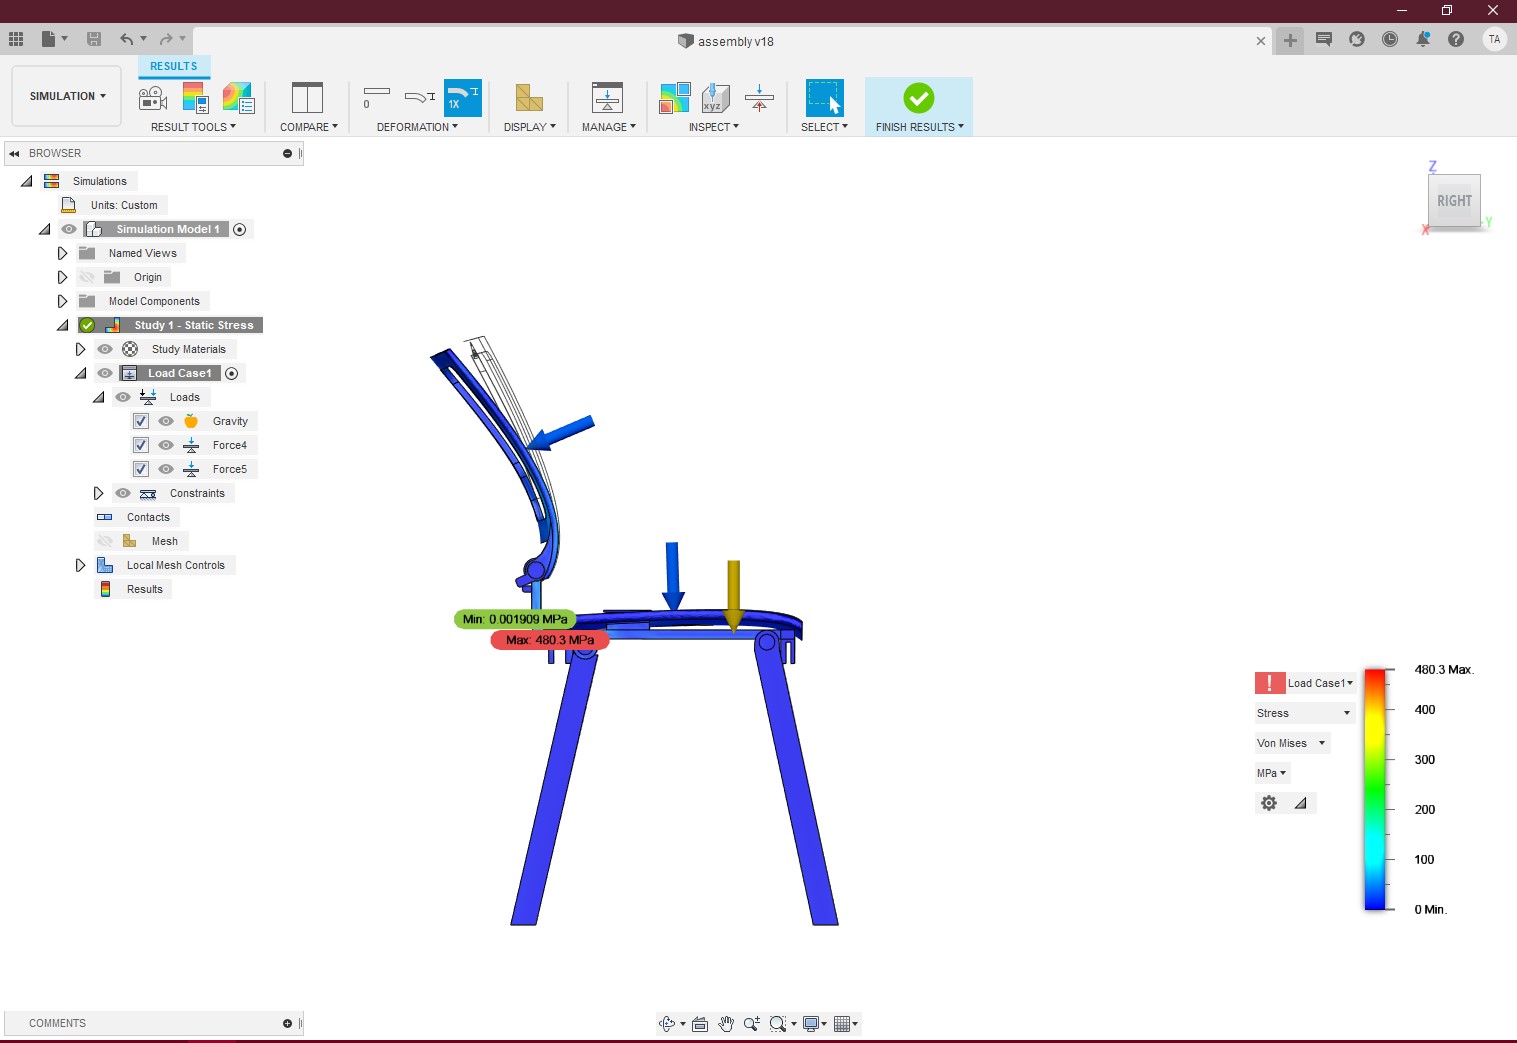 assembly v18
TA
SIMULATION
RESULTS
0
1X
xyz
RESULT TOOLS
COMPARE
DEFORMATION
DISPLAY
MANAGE
INSPECT
SELECT
FINISH RESULTS
BROWSER
Simulations
Units: Custom
Simulation Model 1
Named Views
Origin
Model Components
Study 1 - Static Stress
Study Materials
Load Case1
Loads
Gravity
Force4
Force5
Constraints
Contacts
Mesh
Local Mesh Controls
Results
Z
RIGHT
X
Y
Min: 0.001909 MPa
Max: 480.3 MPa
Load Case1
Stress
Von Mises
MPa
480.3 Max.
400
300
200
100
0 Min.
COMMENTS